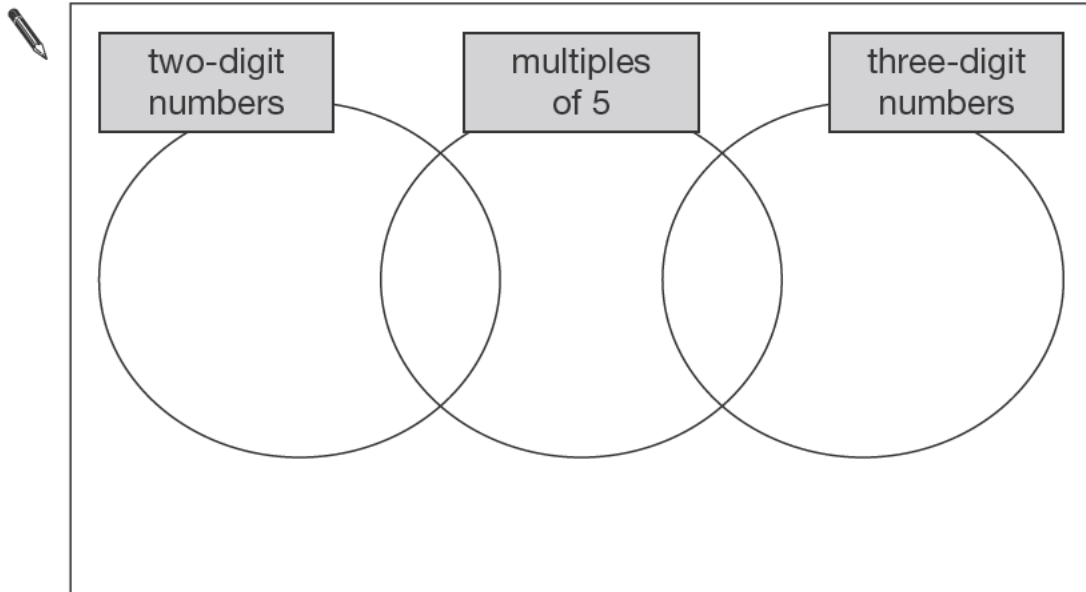 two-digit
numbers
multiples
of 5
three-digit
numbers